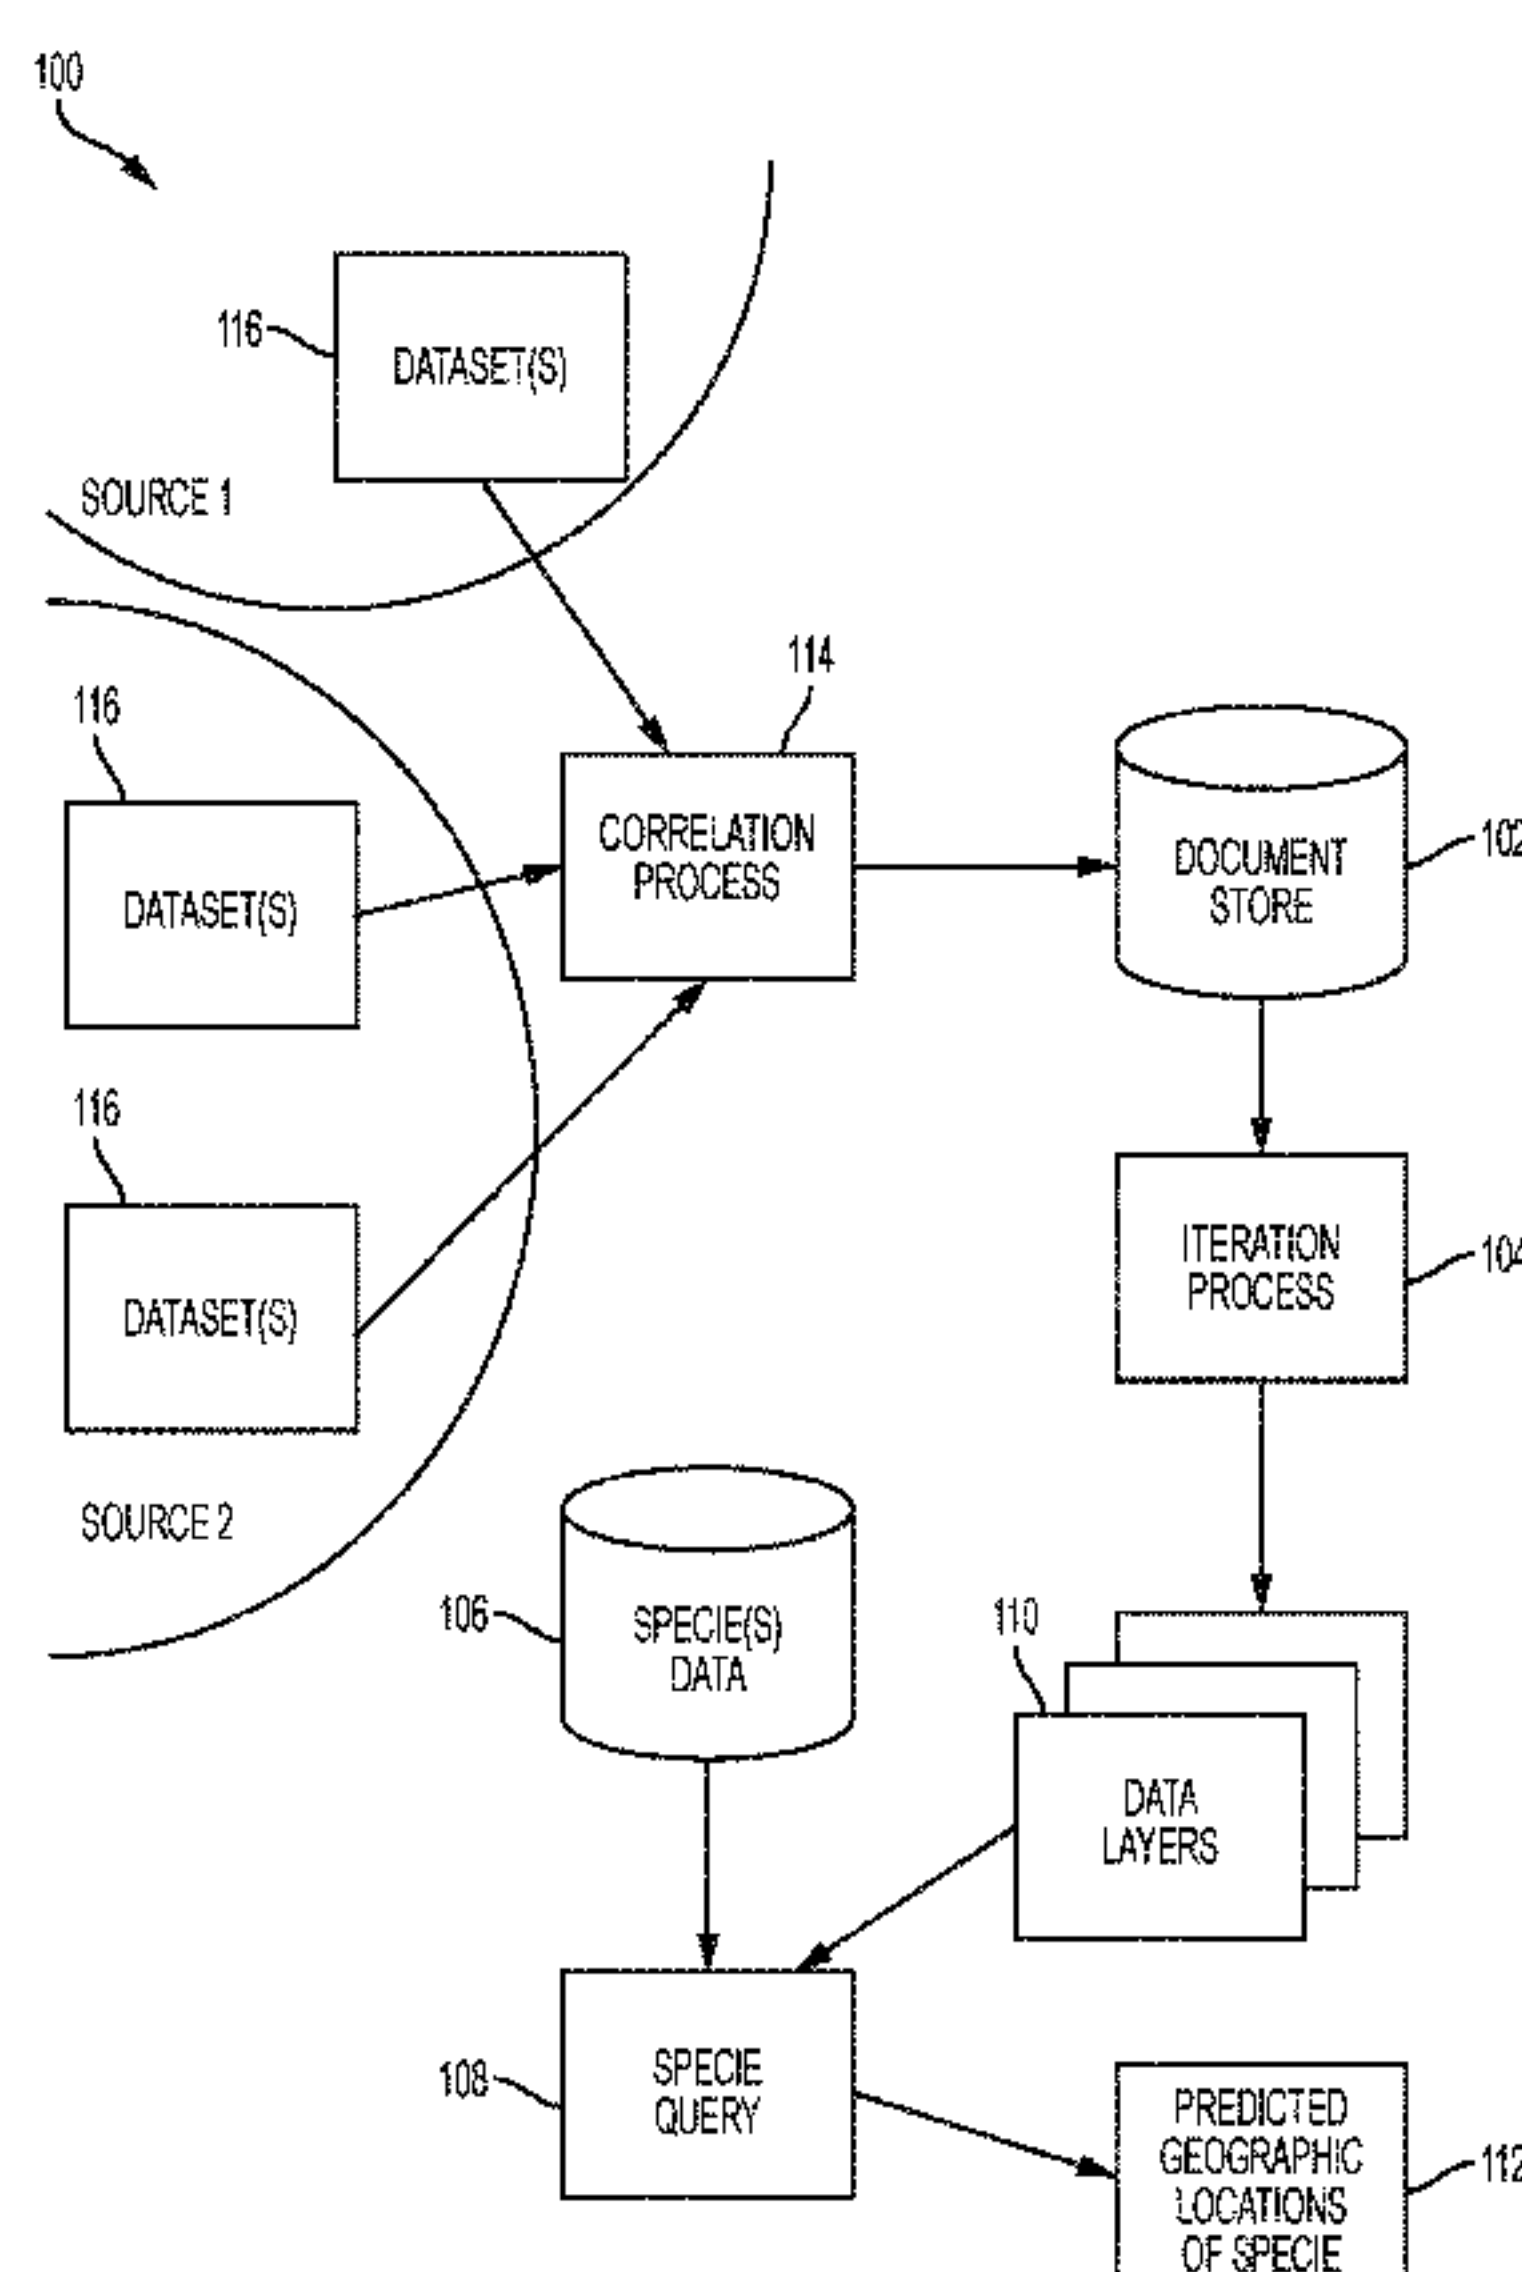 100
116
DATASET(S)
SOURCE 1
114
116
CORRELATION
PROCESS
DOCUMENT
STORE
102
DATASET(S)
116
ITERATION
PROCESS
104
DATASET(S)
SOURCE 2
106
SPECIE(S)
DATA
110
DATA
LAYERS
108
SPECIE
QUERY
PREDICTED
GEOGRAPHIC
LOCATIONS
OF SPECIE
112